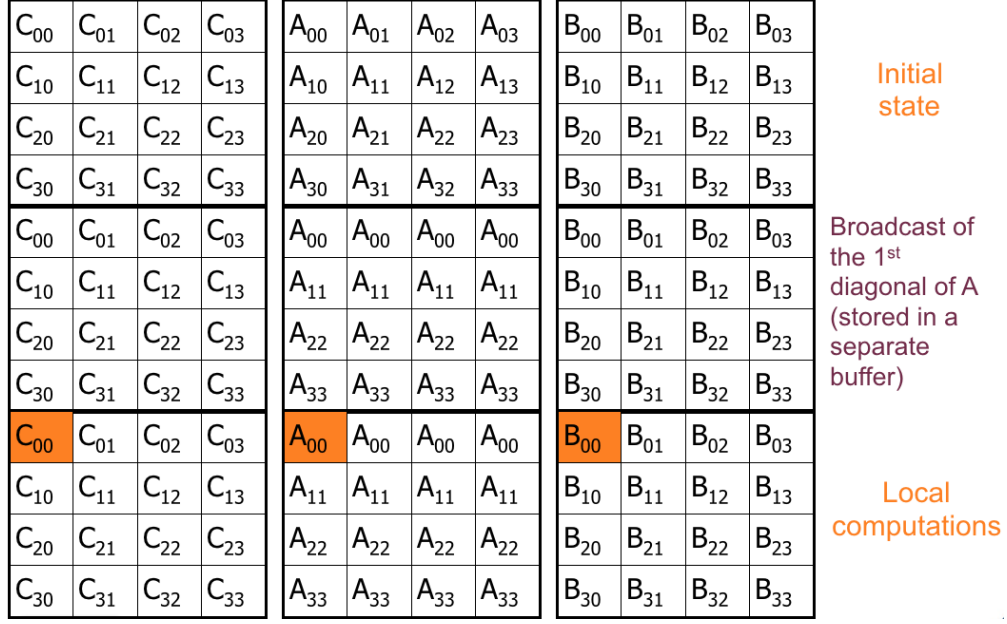 C00 C01 C02 C03 A00 A01 A02 A03 B00 B01 B02 B03
C10 C11 C12 C13 A10 A11 A12 A13 B10 B11 B12 B13
C20 C21 C22 C23 A20 A21 A22 A23 B20 B21 B22 B23
C30 C31 C32 C33 A30 A31 A32 A33 B30 B31 B32 B33
Initial
state
C00 C01 C02 C03 A00 A00 A00 A00 B00 B01 B02 B03
C10 C11 C12 C13 A11 A11 A11 A11 B10 B11 B12 B13
C20 C21 C22 C23 A22 A22 A22 A22 B20 B21 B22 B23
C30 C31 C32 C33 A33 A33 A33 A33 B30 B31 B32 B33
Broadcast of
the 1st
diagonal of A
(stored in a
separate
buffer)
C00 C01 C02 C03 A00 A00 A00 A00 B00 B01 B02 B03
C10 C11 C12 C13 A11 A11 A11 A11 B10 B11 B12 B13
C20 C21 C22 C23 A22 A22 A22 A22 B20 B21 B22 B23
C30 C31 C32 C33 A33 A33 A33 A33 B30 B31 B32 B33
Local
computations